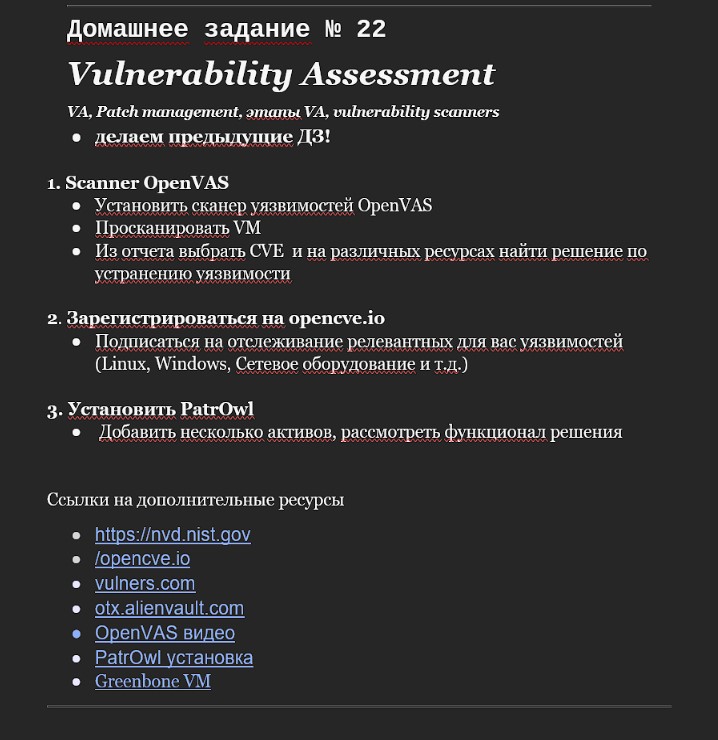 Домашнее задание № 22
Vulnerability Assessment
VA, Patch management, этапы VA, vulnerability scanners
● делаем предыдущие ДЗ!
1. Scanner OpenVAS
● Установить сканер уязвимостей OpenVAS
● Просканировать VM
● Из отчета выбрать CVE и на различных ресурсах найти решение по
устранению уязвимости
2. Зарегистрироваться на opencve.io
● Подписаться на отслеживание релевантных для вас уязвимостей
(Linux, Windows, Сетевое оборудование и т.д.)
3. Установить PatrOwl
● Добавить несколько активов, рассмотреть функционал решения
Ссылки на дополнительные ресурсы
● https://nvd.nist.gov
● /opencve.io
● vulners.com
● otx.alienvault.com
● OpenVAS видео
● PatrOwl установка
● Greenbone VM